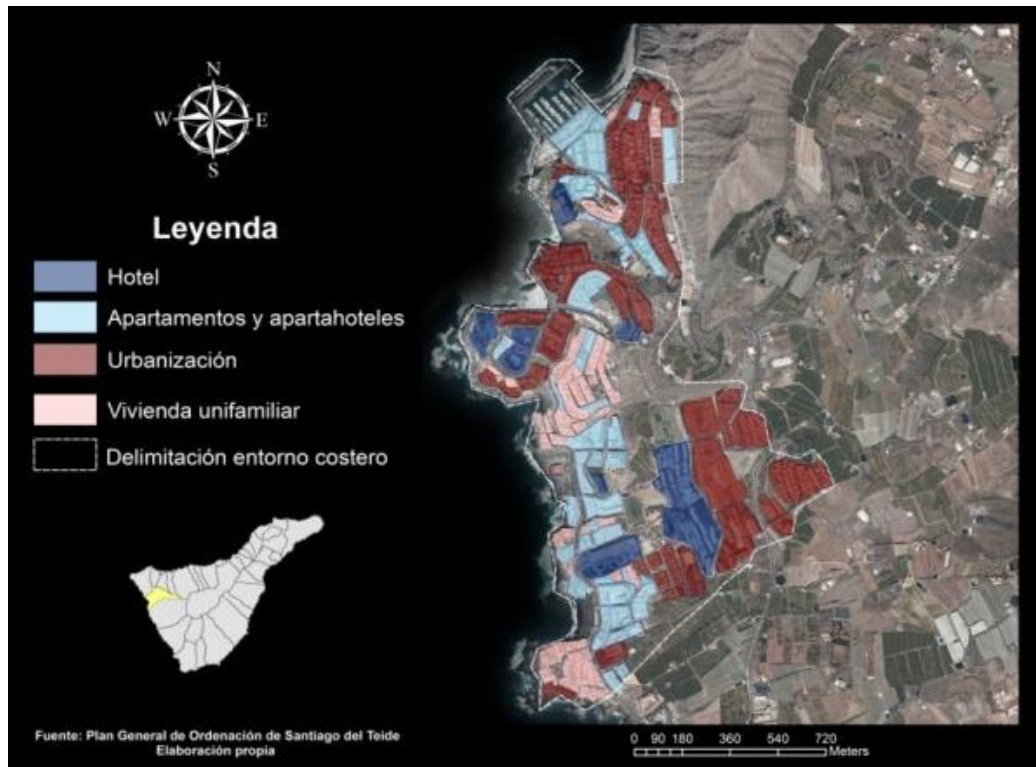 N
W E
S
Leyenda
Hotel
Apartamentos y apartahoteles
Urbanización
Vivienda unifamiliar
Delimitación entorno costero
Fuente: Plan General de Ordenación de Santiago del Teide
Elaboración propia
0 90 180 360 540 720
Meters